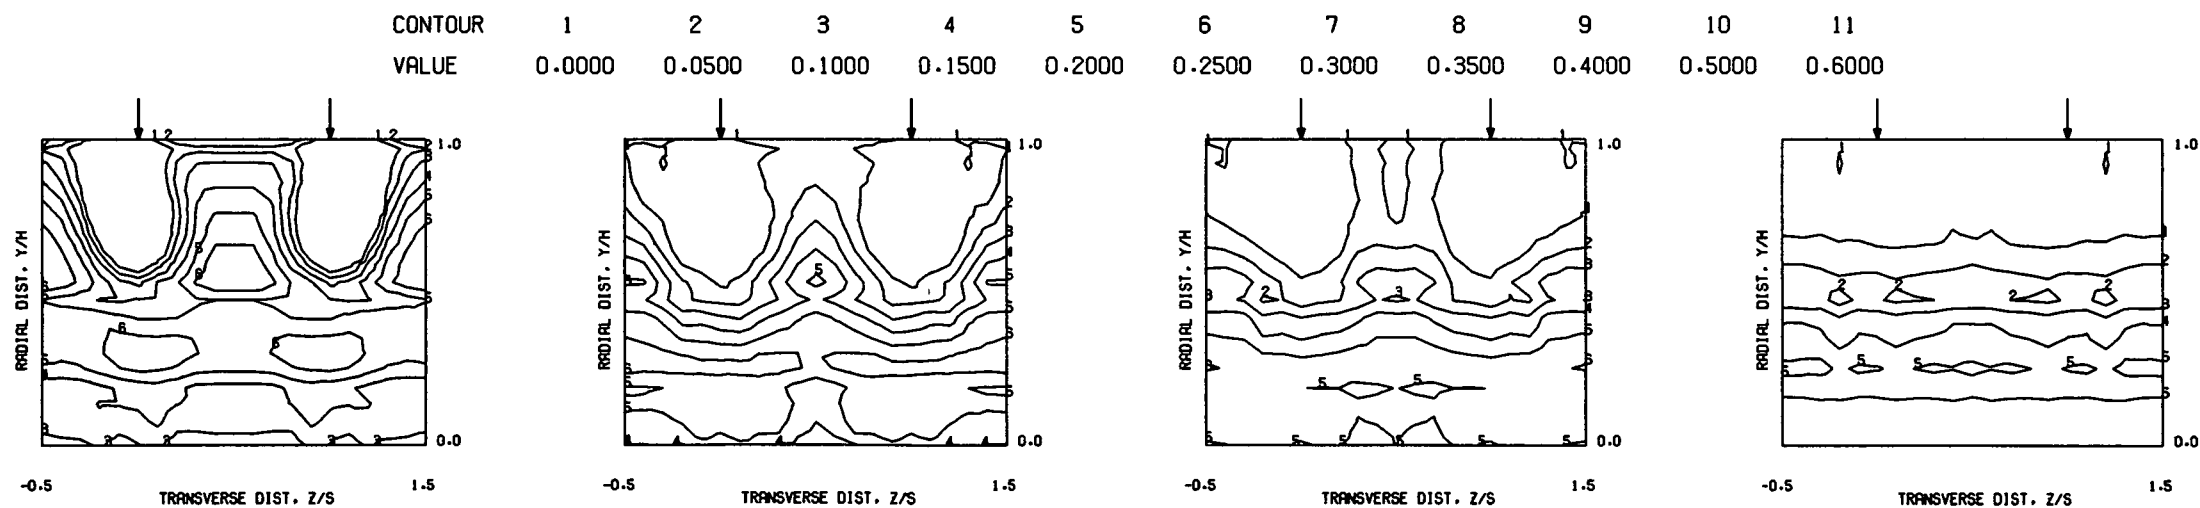 CONTOUR 1 2 3 4 5 6 7 8 9 10 11
VALUE 0.0000 0.0500 0.1000 0.1500 0.2000 0.2500 0.3000 0.3500 0.4000 0.5000 0.6000
1 2 1 2
1.0
RADIAL DIST. Y/H
0.0
-0.5 1.5
TRANSVERSE DIST. Z/S
1.0
RADIAL DIST. Y/H
0.0
-0.5 1.5
TRANSVERSE DIST. Z/S
1.0
RADIAL DIST. Y/H
0.0
-0.5 1.5
TRANSVERSE DIST. Z/S
1.0
RADIAL DIST. Y/H
0.0
-0.5 1.5
TRANSVERSE DIST. Z/S